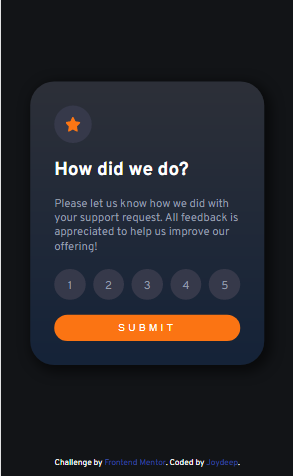 How did we do?
Please let us know how we did with
your support request. All feedback is
appreciated to help us improve our
offering!
1 2 3 4 5
SUBMIT
Challenge by Frontend Mentor. Coded by Joydeep.